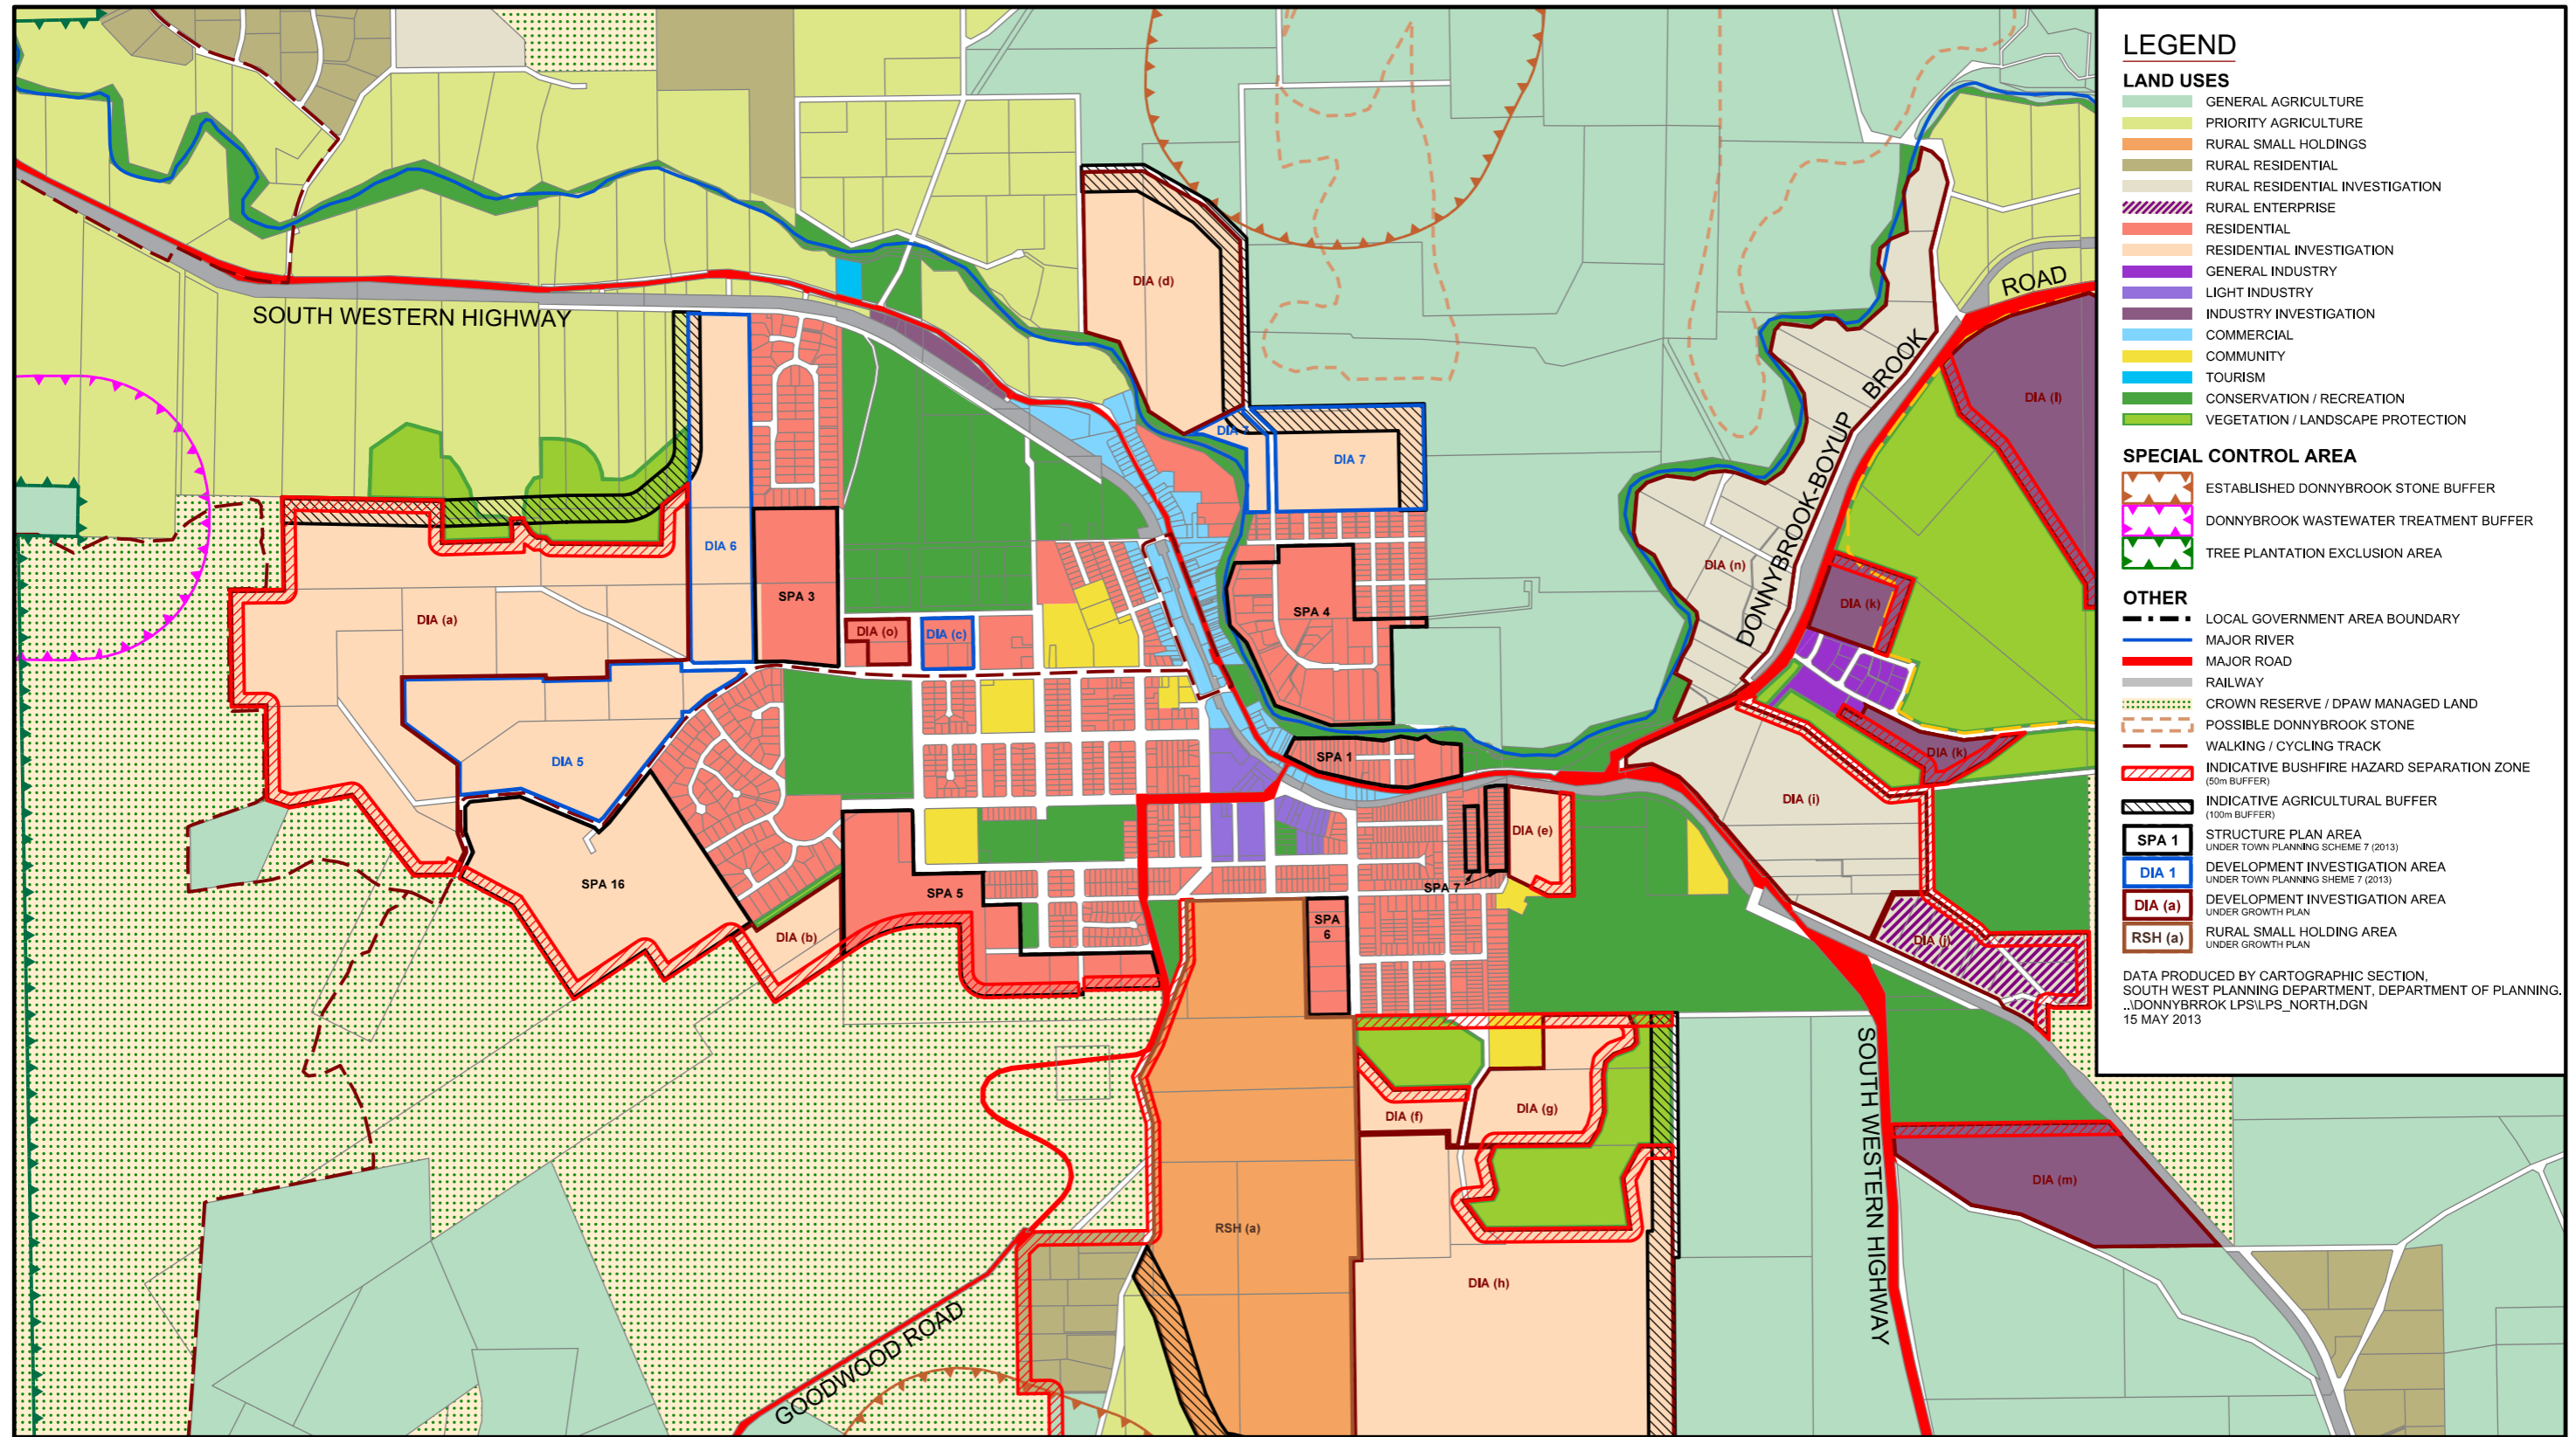 SOUTH WESTERN HIGHWAY
DIA (d)
DIA 7
DIA 7
DIA 6
SPA 3
DIA (a)
DIA (o)
DIA (c)
SPA 4
DIA 5
SPA 1
SPA 16
DIA (b)
SPA 5
SPA 7
DIA (e)
SPA
6
DONNYBROOK-BOYUP BROOK ROAD
DIA (l)
DIA (n)
DIA (k)
DIA (k)
DIA (i)
DIA (j)
DIA (f)
DIA (g)
RSH (a)
DIA (h)
DIA (m)
SOUTH WESTERN HIGHWAY
GOODWOOD ROAD
LEGEND
LAND USES
GENERAL AGRICULTURE
PRIORITY AGRICULTURE
RURAL SMALL HOLDINGS
RURAL RESIDENTIAL
RURAL RESIDENTIAL INVESTIGATION
RURAL ENTERPRISE
RESIDENTIAL
RESIDENTIAL INVESTIGATION
GENERAL INDUSTRY
LIGHT INDUSTRY
INDUSTRY INVESTIGATION
COMMERCIAL
COMMUNITY
TOURISM
CONSERVATION / RECREATION
VEGETATION / LANDSCAPE PROTECTION
SPECIAL CONTROL AREA
ESTABLISHED DONNYBROOK STONE BUFFER
DONNYBROOK WASTEWATER TREATMENT BUFFER
TREE PLANTATION EXCLUSION AREA
OTHER
LOCAL GOVERNMENT AREA BOUNDARY
MAJOR RIVER
MAJOR ROAD
RAILWAY
CROWN RESERVE / DPAW MANAGED LAND
POSSIBLE DONNYBROOK STONE
WALKING / CYCLING TRACK
INDICATIVE BUSHFIRE HAZARD SEPARATION ZONE
(50m BUFFER)
INDICATIVE AGRICULTURAL BUFFER
(100m BUFFER)
SPA 1 STRUCTURE PLAN AREA
UNDER TOWN PLANNING SCHEME 7 (2013)
DIA 1 DEVELOPMENT INVESTIGATION AREA
UNDER TOWN PLANNING SHEME 7 (2013)
DIA (a) DEVELOPMENT INVESTIGATION AREA
UNDER GROWTH PLAN
RSH (a) RURAL SMALL HOLDING AREA
UNDER GROWTH PLAN
DATA PRODUCED BY CARTOGRAPHIC SECTION,
SOUTH WEST PLANNING DEPARTMENT, DEPARTMENT OF PLANNING.
..\DONNYBRROK LPS\LPS_NORTH.DGN
15 MAY 2013